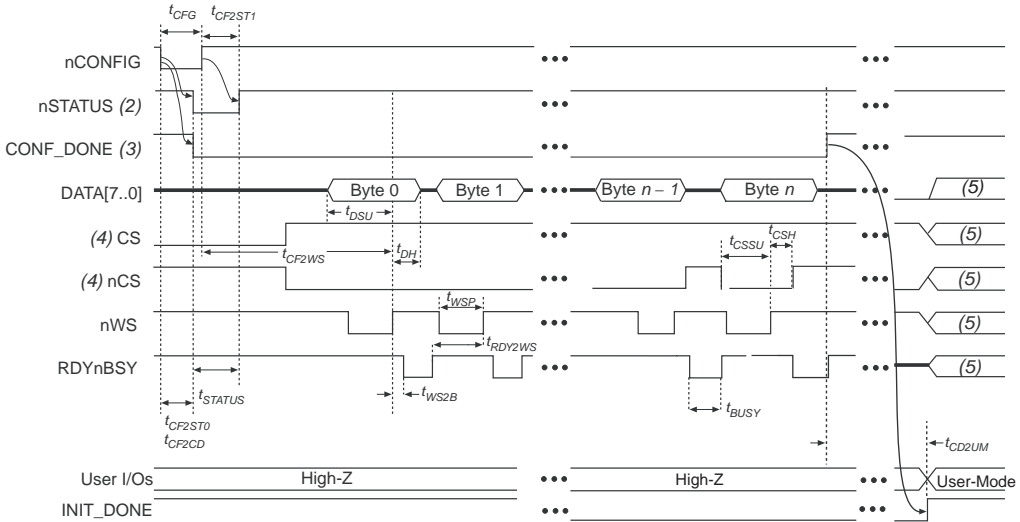 tCFG tCF2ST1
nCONFIG
nSTATUS (2)
CONF_DONE (3)
DATA[7..0] Byte 0 Byte 1 Byte n – 1 Byte n (5)
tDSU
(4) CS (5)
tCF2WS tDH tCSSU tCSH
(4) nCS (5)
tWSP
nWS (5)
tRDY2WS
RDYnBSY (5)
tSTATUS tWS2B tBUSY
tCF2ST0
tCF2CD
tCD2UM
User I/Os High-Z High-Z User-Mode
INIT_DONE